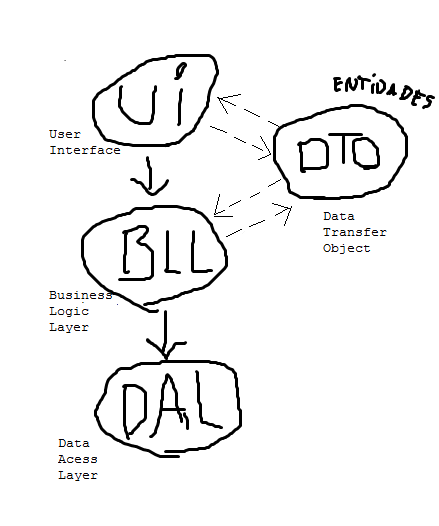 ENTiDADES
Ui
User
Interface
DTO
Data
Transfer
Object
BLL
Business
Logic
Layer
DAL
Data
Acess
Layer